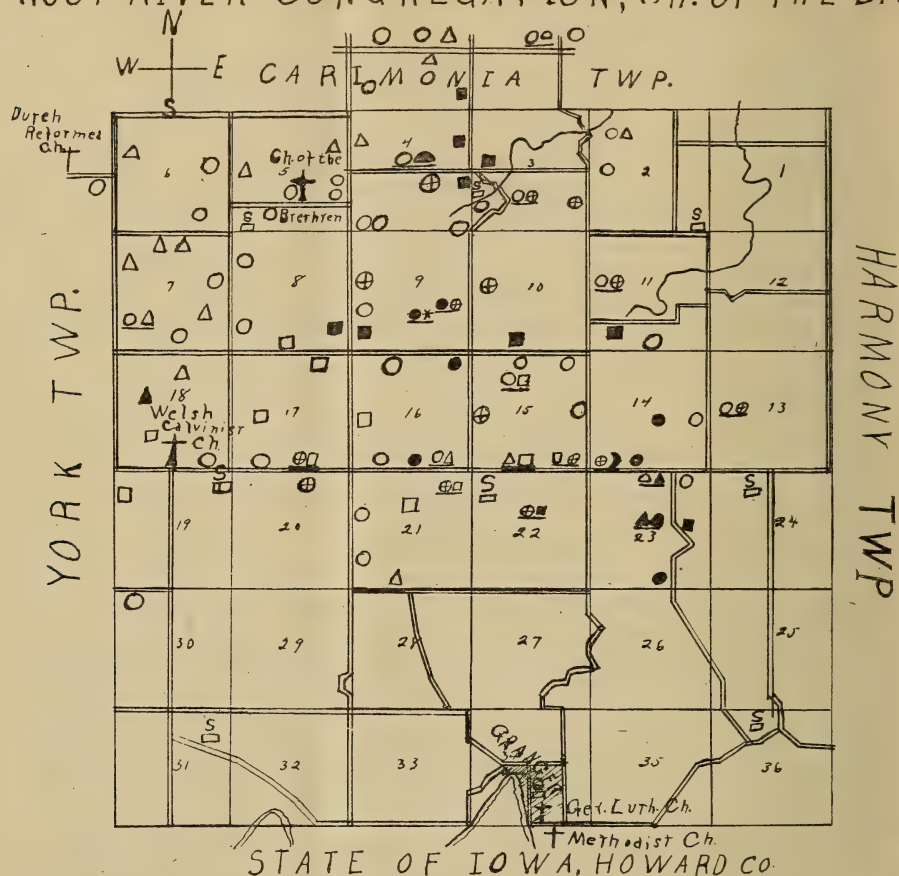 ROOT RIVER CONGREGATION, CH. OF THE
N
W E
S
CARIMONIA TWP.
Dutch
Reformed
Ch.
6
Ch. of the
5
Brethren
4
3
2
1
S
S
S
7
8
9
10
11
12
YORK TWP.
HARMONY TWP
18
Welsh
Calvinist
Ch.
17
16
15
14
13
S
S
S
19
20
21
22
23
24
30
29
28
27
26
25
S
S
31
32
33
35
36
Ger. Luth. Ch.
Methodist Ch.
STATE OF IOWA, HOWARD CO.